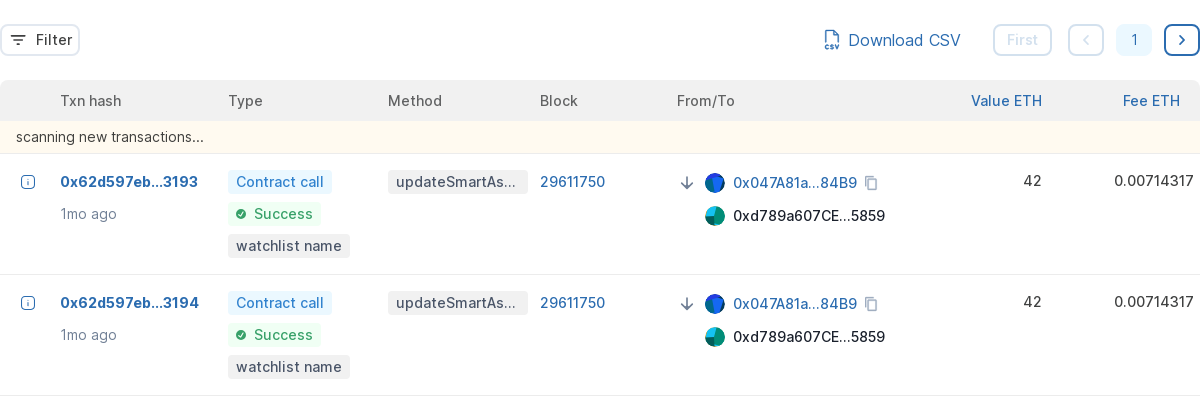 Filter
Download CSV First 1
Txn hash Type Method Block From/To Value ETH Fee ETH
scanning new transactions...
0x62d597eb...3193 Contract call updateSmartAs... 29611750 0x047A81a...84B9 42 0.00714317
1mo ago Success 0xd789a607CE...5859
watchlist name
0x62d597eb...3194 Contract call updateSmartAs... 29611750 0x047A81a...84B9 42 0.00714317
1mo ago Success 0xd789a607CE...5859
watchlist name